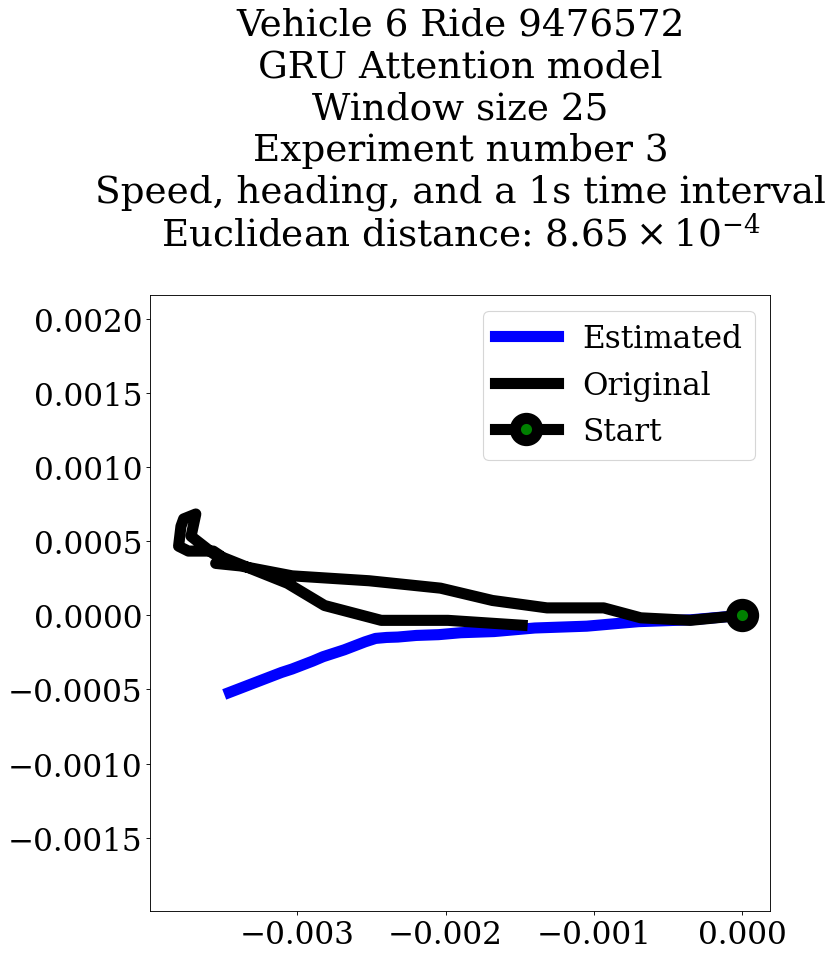 Vehicle 6 Ride 9476572
GRU Attention model
Window size 25
Experiment number 3
Speed, heading, and a 1s time interval
Euclidean distance: 8.65 × 10⁻⁴
Estimated
Original
Start
0.0020
0.0015
0.0010
0.0005
0.0000
−0.0005
−0.0010
−0.0015
−0.003 −0.002 −0.001 0.000